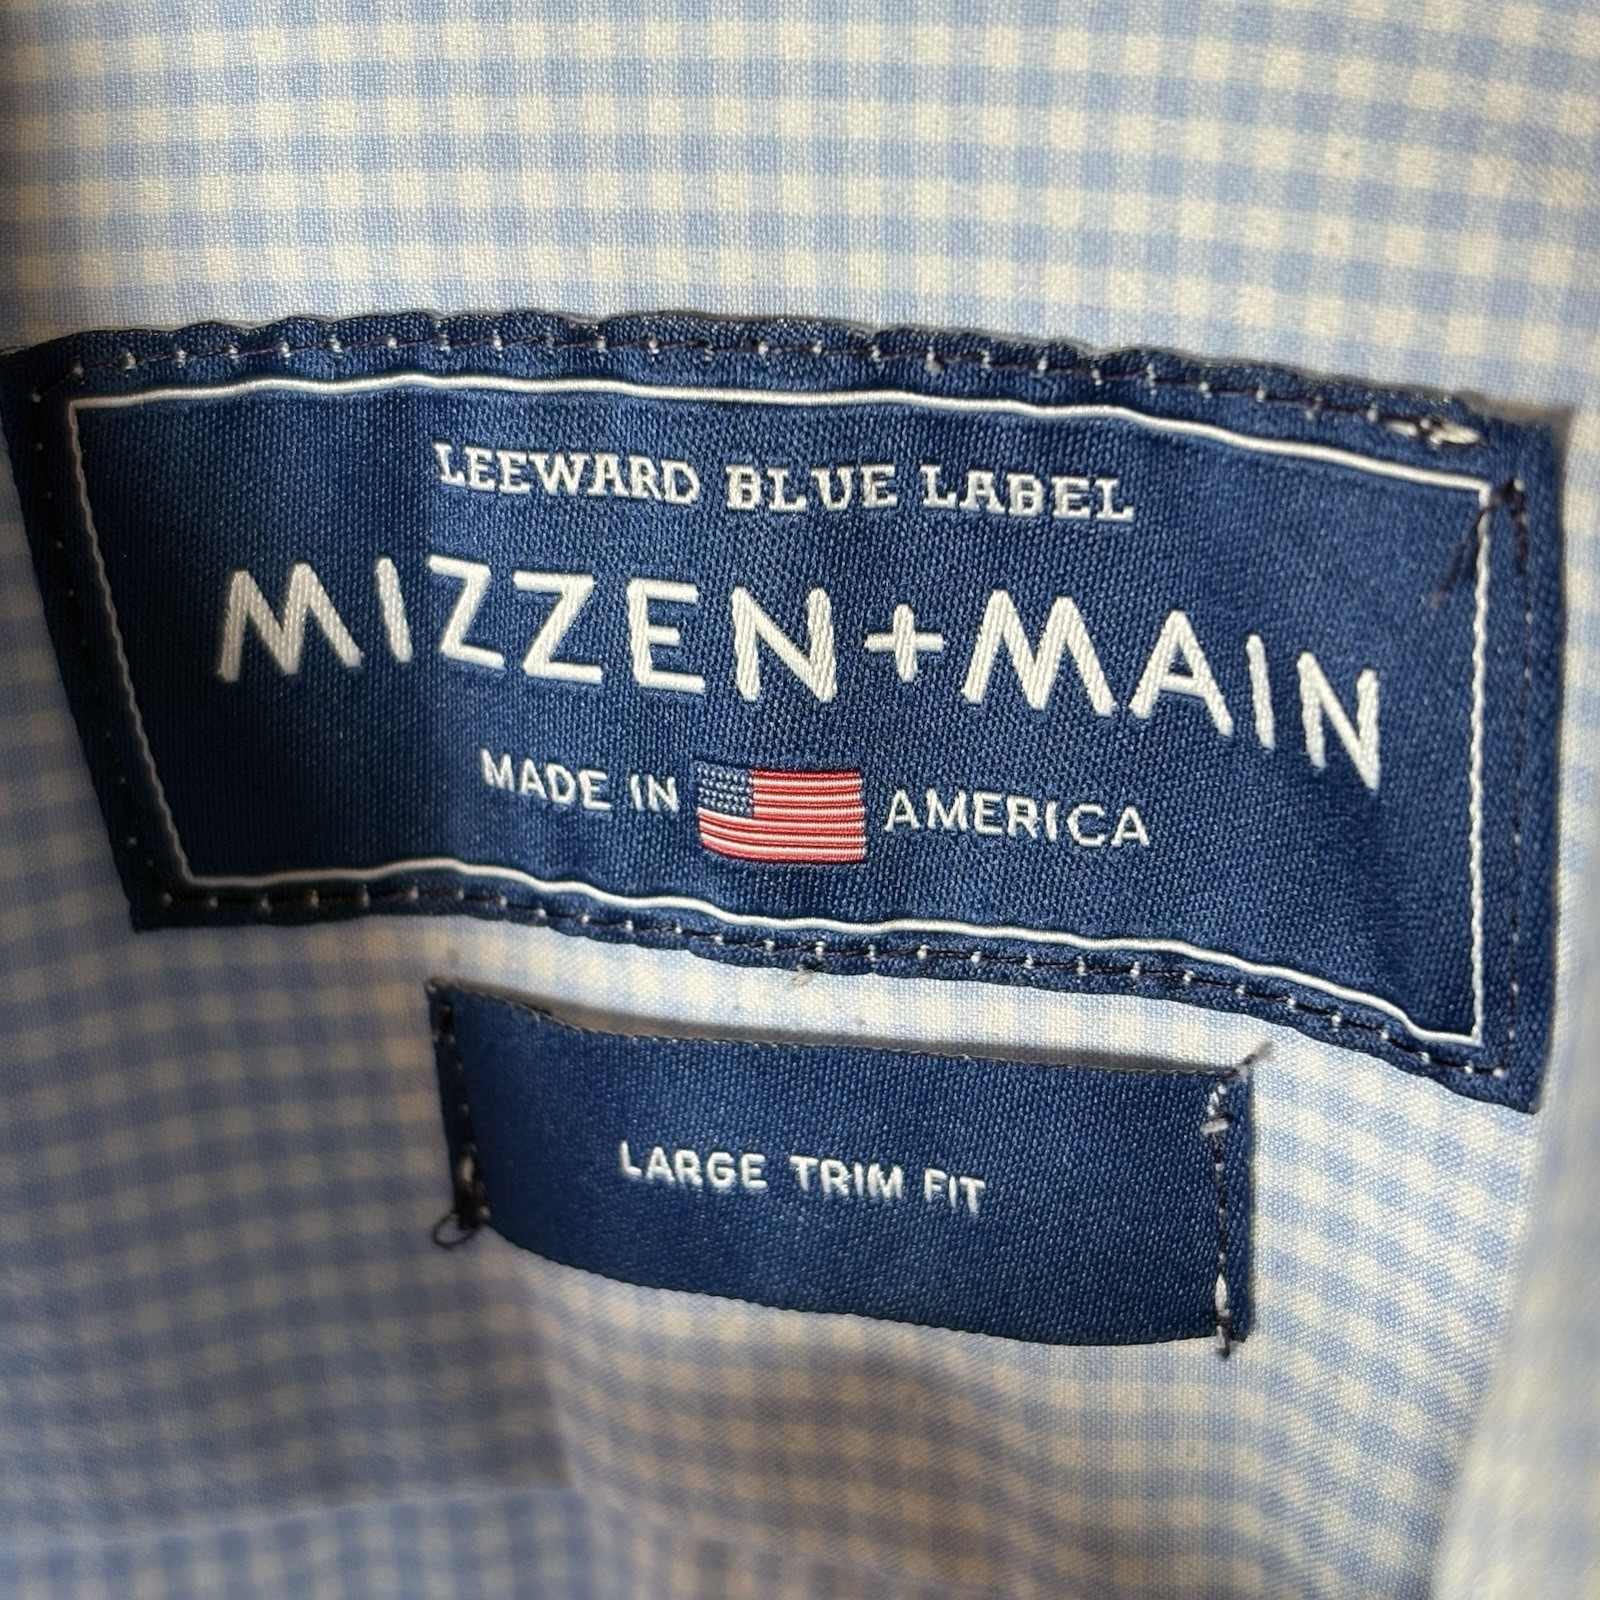 LEEWARD BLUE LABEL
MIZZEN+MAIN
MADE IN AMERICA
LARGE TRIM FIT